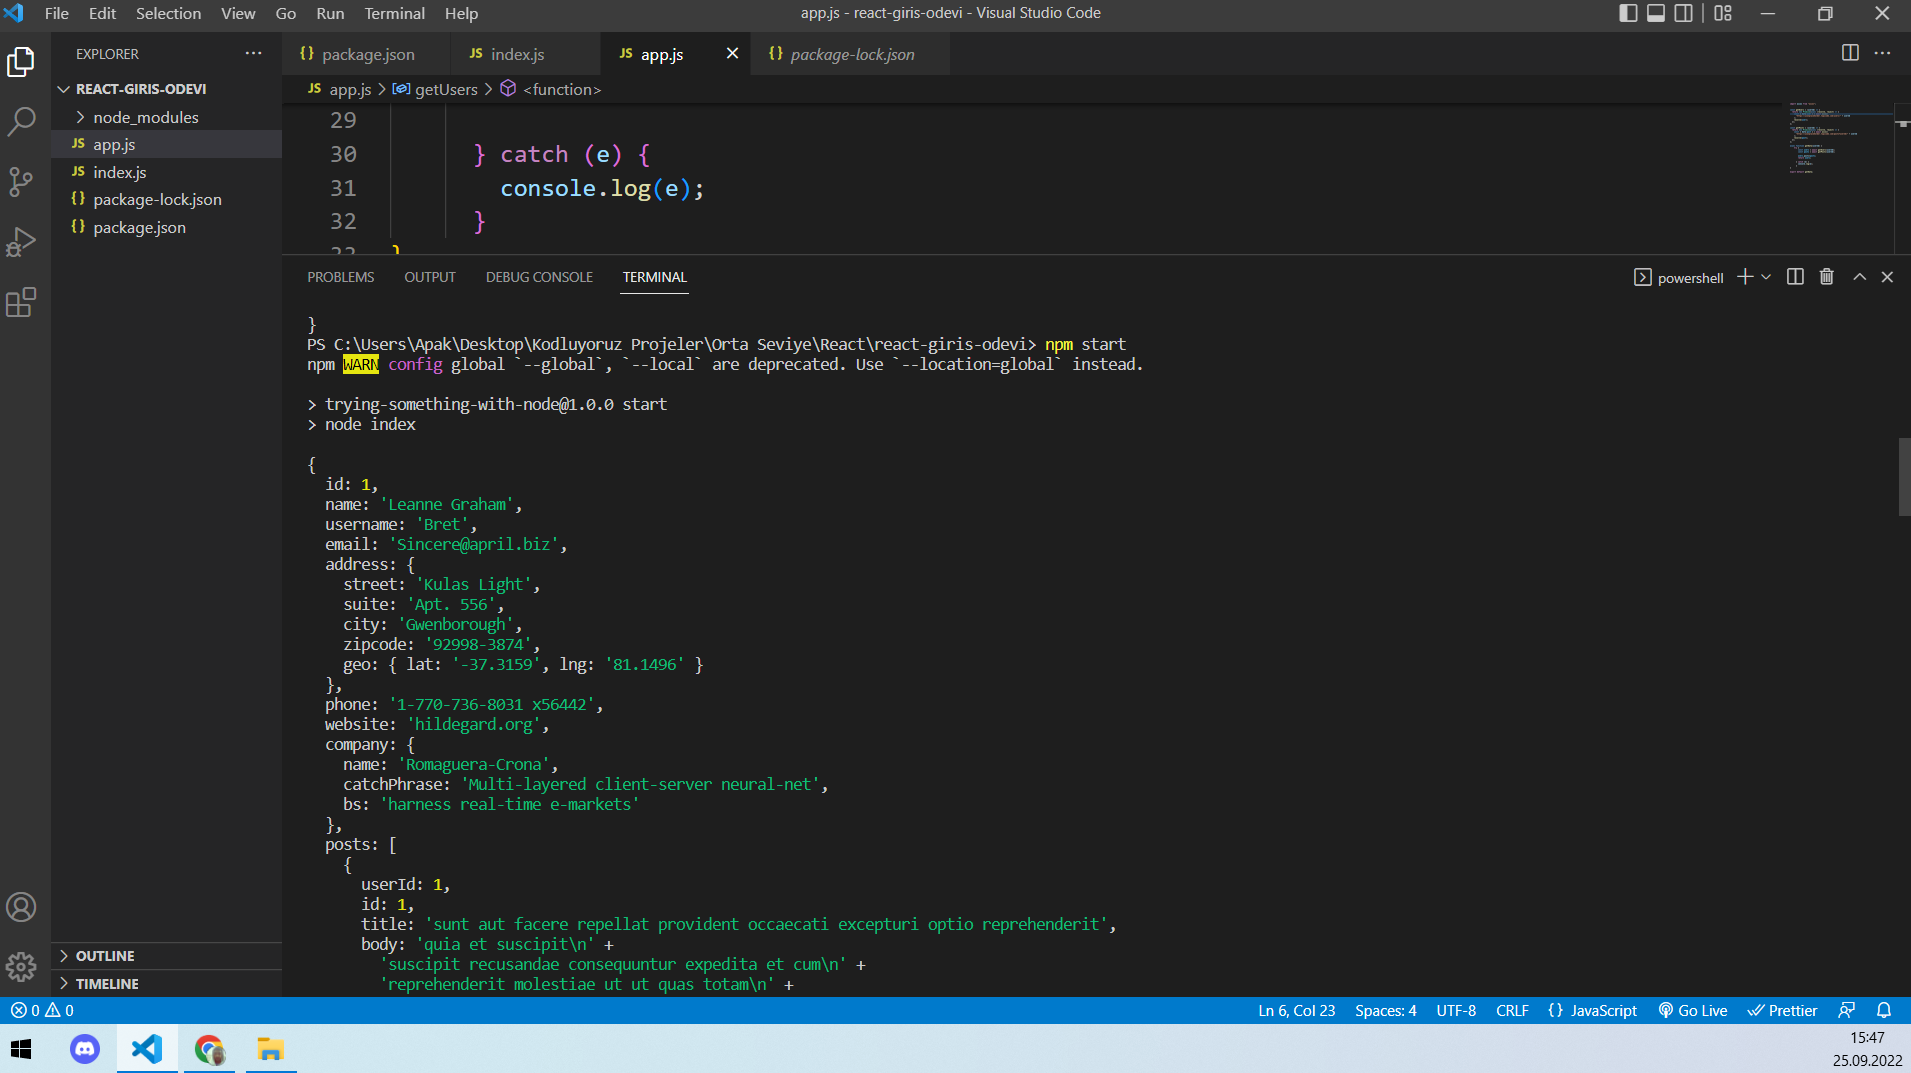 File Edit Selection View Go Run Terminal Help
app.js - react-giris-odevi - Visual Studio Code
EXPLORER
REACT-GIRIS-ODEVI
node_modules
JS app.js
JS index.js
{} package-lock.json
{} package.json
OUTLINE
TIMELINE
{} package.json JS index.js JS app.js {} package-lock.json
JS app.js > getUsers > <function>
29
30 } catch (e) {
31 console.log(e);
32 }
33 }
PROBLEMS OUTPUT DEBUG CONSOLE TERMINAL
powershell
}
PS C:\Users\Apak\Desktop\Kodluyoruz Projeler\Orta Seviye\React\react-giris-odevi> npm start
npm WARN config global `--global`, `--local` are deprecated. Use `--location=global` instead.
> trying-something-with-node@1.0.0 start
> node index
{
id: 1,
name: 'Leanne Graham',
username: 'Bret',
email: 'Sincere@april.biz',
address: {
street: 'Kulas Light',
suite: 'Apt. 556',
city: 'Gwenborough',
zipcode: '92998-3874',
geo: { lat: '-37.3159', lng: '81.1496' }
},
phone: '1-770-736-8031 x56442',
website: 'hildegard.org',
company: {
name: 'Romaguera-Crona',
catchPhrase: 'Multi-layered client-server neural-net',
bs: 'harness real-time e-markets'
},
posts: [
{
userId: 1,
id: 1,
title: 'sunt aut facere repellat provident occaecati excepturi optio reprehenderit',
body: 'quia et suscipit\n' +
'suscipit recusandae consequuntur expedita et cum\n' +
'reprehenderit molestiae ut ut quas totam\n' +
0 0
Ln 6, Col 23 Spaces: 4 UTF-8 CRLF {} JavaScript Go Live Prettier
15:47
25.09.2022